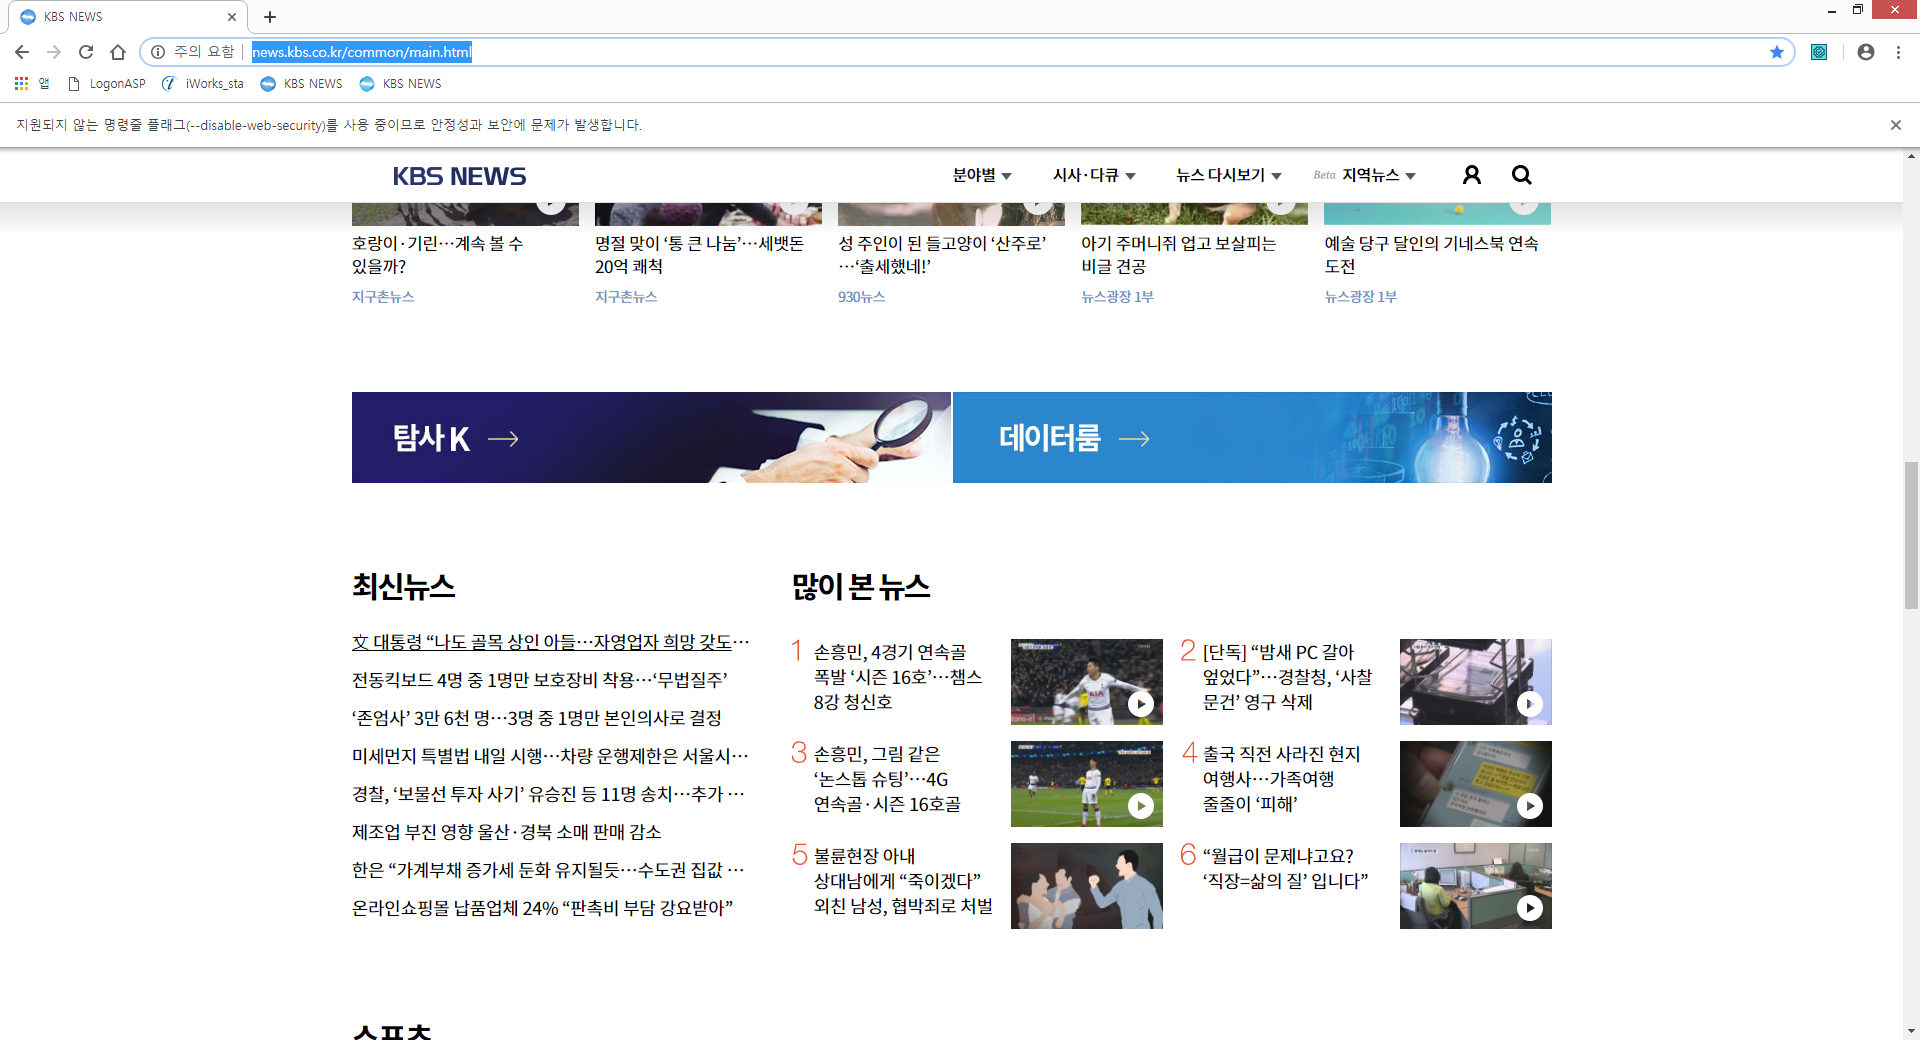 KBS NEWS
주의 요함
news.kbs.co.kr/common/main.html
앱
LogonASP
iWorks_sta
KBS NEWS
KBS NEWS
지원되지 않는 명령줄 플래그(--disable-web-security)를 사용 중이므로 안정성과 보안에 문제가 발생합니다.
KBS NEWS
분야별
시사·다큐
뉴스 다시보기
Beta 지역뉴스
호랑이·기린…계속 볼 수
있을까?
지구촌뉴스
명절 맞이 ‘통 큰 나눔’…세뱃돈
20억 쾌척
지구촌뉴스
성 주인이 된 들고양이 ‘산주로’
…‘출세했네!’
930뉴스
아기 주머니쥐 업고 보살피는
비글 견공
뉴스광장 1부
예술 당구 달인의 기네스북 연속
도전
뉴스광장 1부
탐사 K
데이터룸
최신뉴스
文 대통령 “나도 골목 상인 아들…자영업자 희망 갖도…
전동킥보드 4명 중 1명만 보호장비 착용…‘무법질주’
‘존엄사’ 3만 6천 명…3명 중 1명만 본인의사로 결정
미세먼지 특별법 내일 시행…차량 운행제한은 서울시…
경찰, ‘보물선 투자 사기’ 유승진 등 11명 송치…추가 …
제조업 부진 영향 울산·경북 소매 판매 감소
한은 “가계부채 증가세 둔화 유지될듯…수도권 집값 …
온라인쇼핑몰 납품업체 24% “판촉비 부담 강요받아”
많이 본 뉴스
1 손흥민, 4경기 연속골
폭발 ‘시즌 16호’…챔스
8강 청신호
2 [단독] “밤새 PC 갈아
엎었다”…경찰청, ‘사찰
문건’ 영구 삭제
3 손흥민, 그림 같은
‘논스톱 슈팅’…4G
연속골·시즌 16호골
4 출국 직전 사라진 현지
여행사…가족여행
줄줄이 ‘피해’
5 불륜현장 아내
상대남에게 “죽이겠다”
외친 남성, 협박죄로 처벌
6 “월급이 문제냐고요?
‘직장=삶의 질’ 입니다”
스포츠